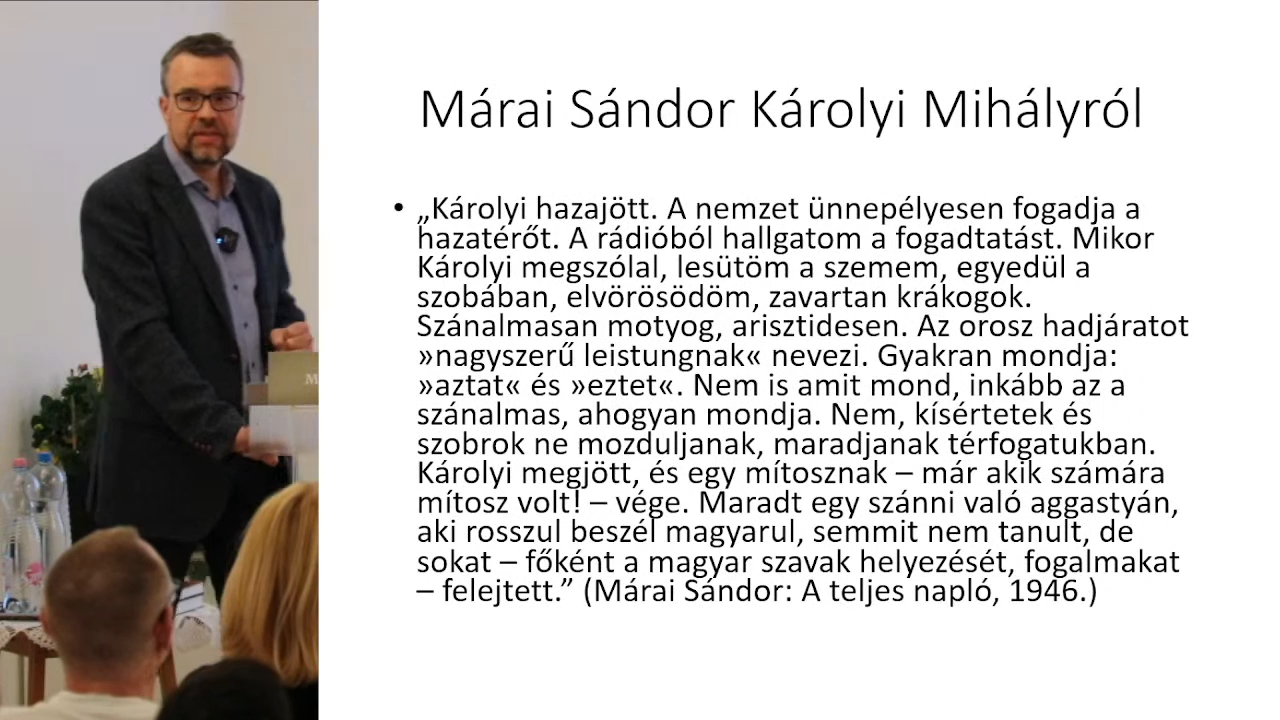 Márai Sándor Károlyi Mihályról
• „Károlyi hazajött. A nemzet ünnepélyesen fogadja a
hazatérőt. A rádióból hallgatom a fogadtatást. Mikor
Károlyi megszólal, lesütöm a szemem, egyedül a
szobában, elvörösödöm, zavartan krákogok.
Szánalmasan motyog, arisztidesen. Az orosz hadjáratot
»nagyszerű leistungnak« nevezi. Gyakran mondja:
»aztat« és »eztet«. Nem is amit mond, inkább az a
szánalmas, ahogyan mondja. Nem, kísértetek és
szobrok ne mozduljanak, maradjanak térfogatukban.
Károlyi megjött, és egy mítosznak – már akik számára
mítosz volt! – vége. Maradt egy szánni való aggastyán,
aki rosszul beszél magyarul, semmit nem tanult, de
sokat – főként a magyar szavak helyezését, fogalmakat
– felejtett.” (Márai Sándor: A teljes napló, 1946.)
M